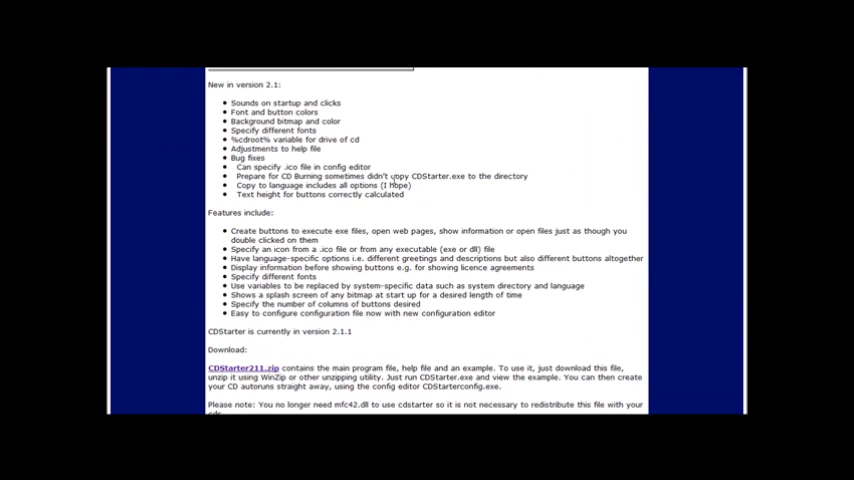 New in version 2.1:
Sounds on startup and clicks
Font and button colors
Background bitmap and color
Specify different fonts
%cdroot% variable for drive of cd
Adjustments to help file
Bug fixes
Can specify .ico file in config editor
Prepare for CD Burning sometimes didn't copy CDStarter.exe to the directory
Copy to language includes all options (I hope)
Text height for buttons correctly calculated
Features include:
Create buttons to execute exe files, open web pages, show information or open files just as though you
double clicked on them
Specify an icon from a .ico file or from any executable (exe or dll) file
Have language-specific options i.e. different greetings and descriptions but also different buttons altogether
Display information before showing buttons e.g. for showing licence agreements
Specify different fonts
Use variables to be replaced by system-specific data such as system directory and language
Shows a splash screen of any bitmap at start up for a desired length of time
Specify the number of columns of buttons desired
Easy to configure configuration file now with new configuration editor
CDStarter is currently in version 2.1.1
Download:
CDStarter211.zip contains the main program file, help file and an example. To use it, just download this file,
unzip it using WinZip or other unzipping utility. Just run CDStarter.exe and view the example. You can then create
your CD autoruns straight away, using the config editor CDStarterconfig.exe.
Please note: You no longer need mfc42.dll to use cdstarter so it is not necessary to redistribute this file with your